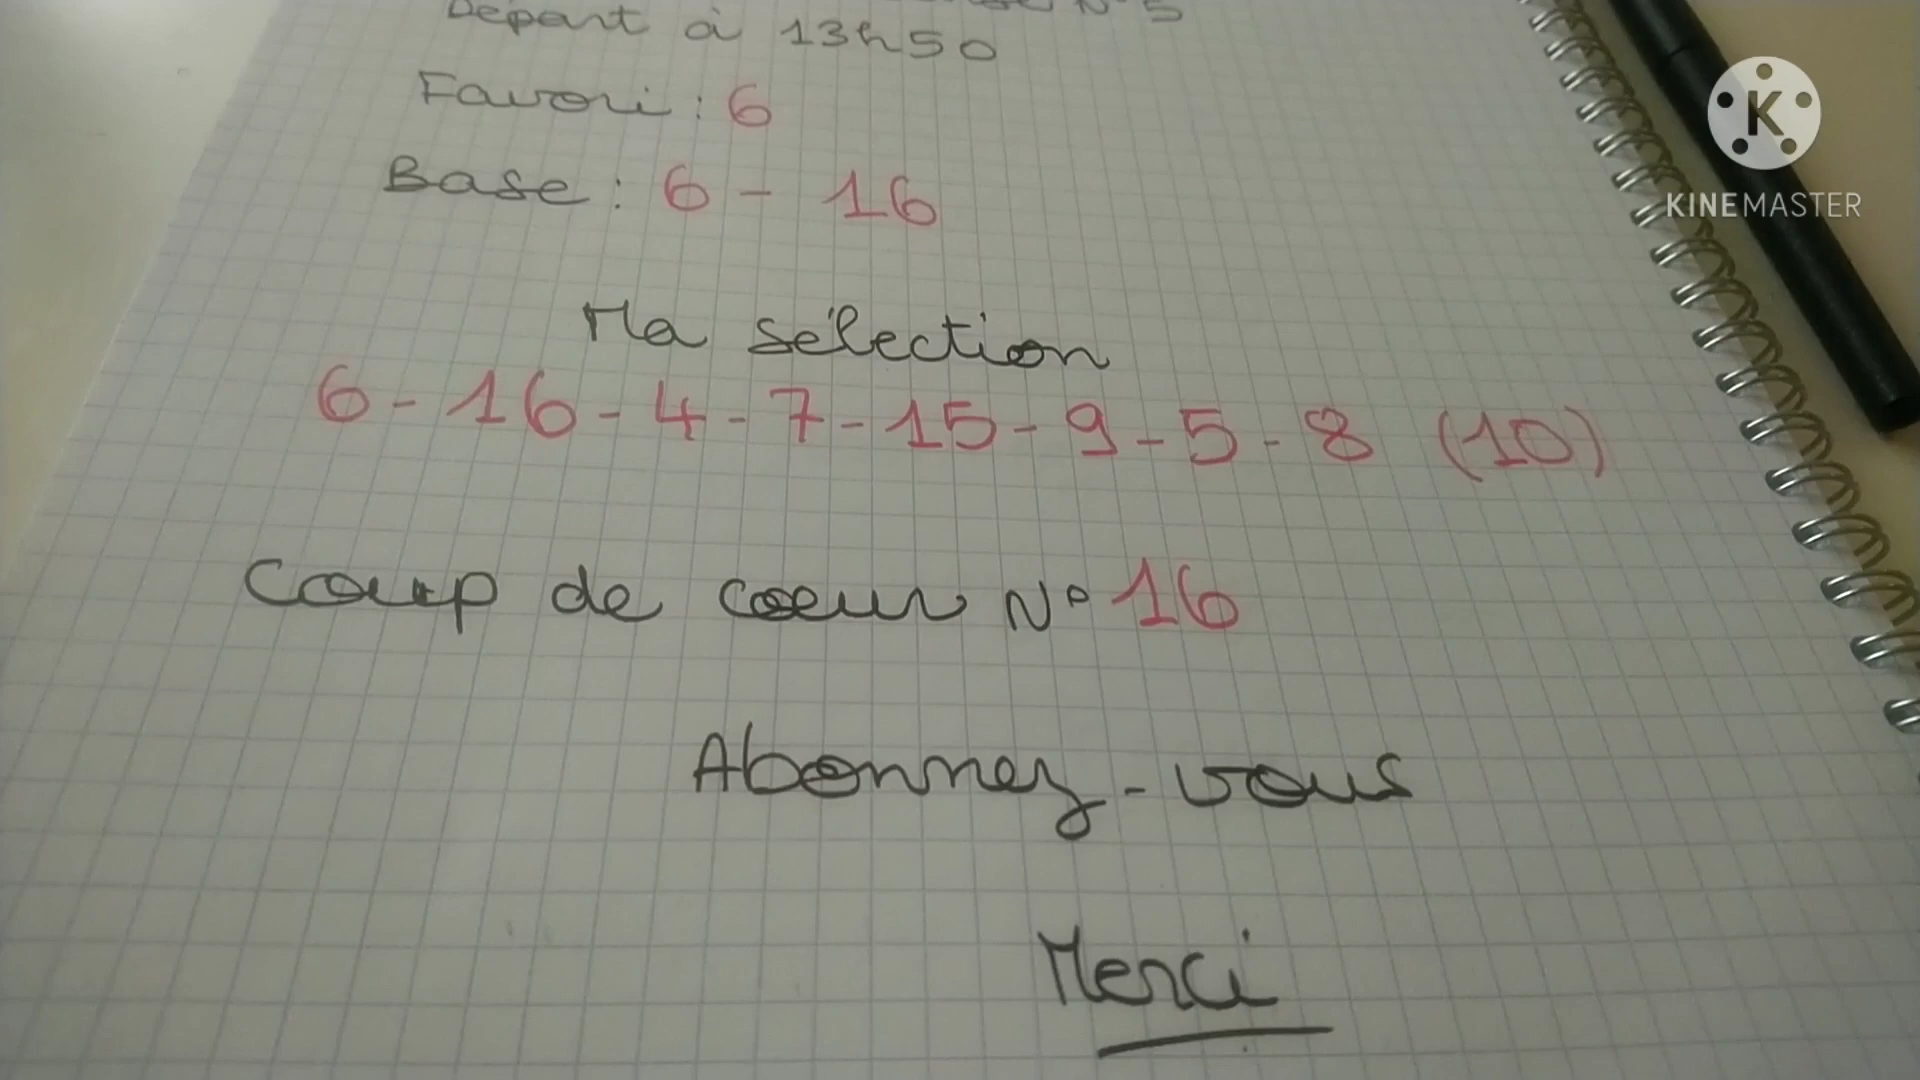 N°5
Départ à 13h50
Favori : 6
Base : 6 - 16
Ma sélection
6 - 16 - 4 - 7 - 15 - 9 - 5 - 8 (10)
Coup de coeur N° 16
Abonnez-vous
Merci
K
KINEMASTER